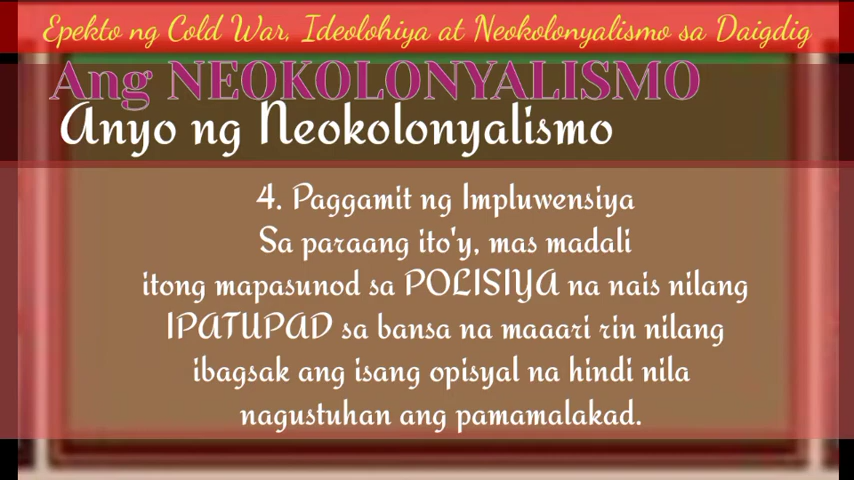 Epekto ng Cold War, Ideolohiya at Neokolonyalismo sa Daigdig
Ang NEOKOLONYALISMO
Anyo ng Neokolonyalismo
4. Paggamit ng Impluwensiya
Sa paraang ito'y, mas madali
itong mapasunod sa POLISIYA na nais nilang
IPATUPAD sa bansa na maaari rin nilang
ibagsak ang isang opisyal na hindi nila
nagustuhan ang pamamalakad.